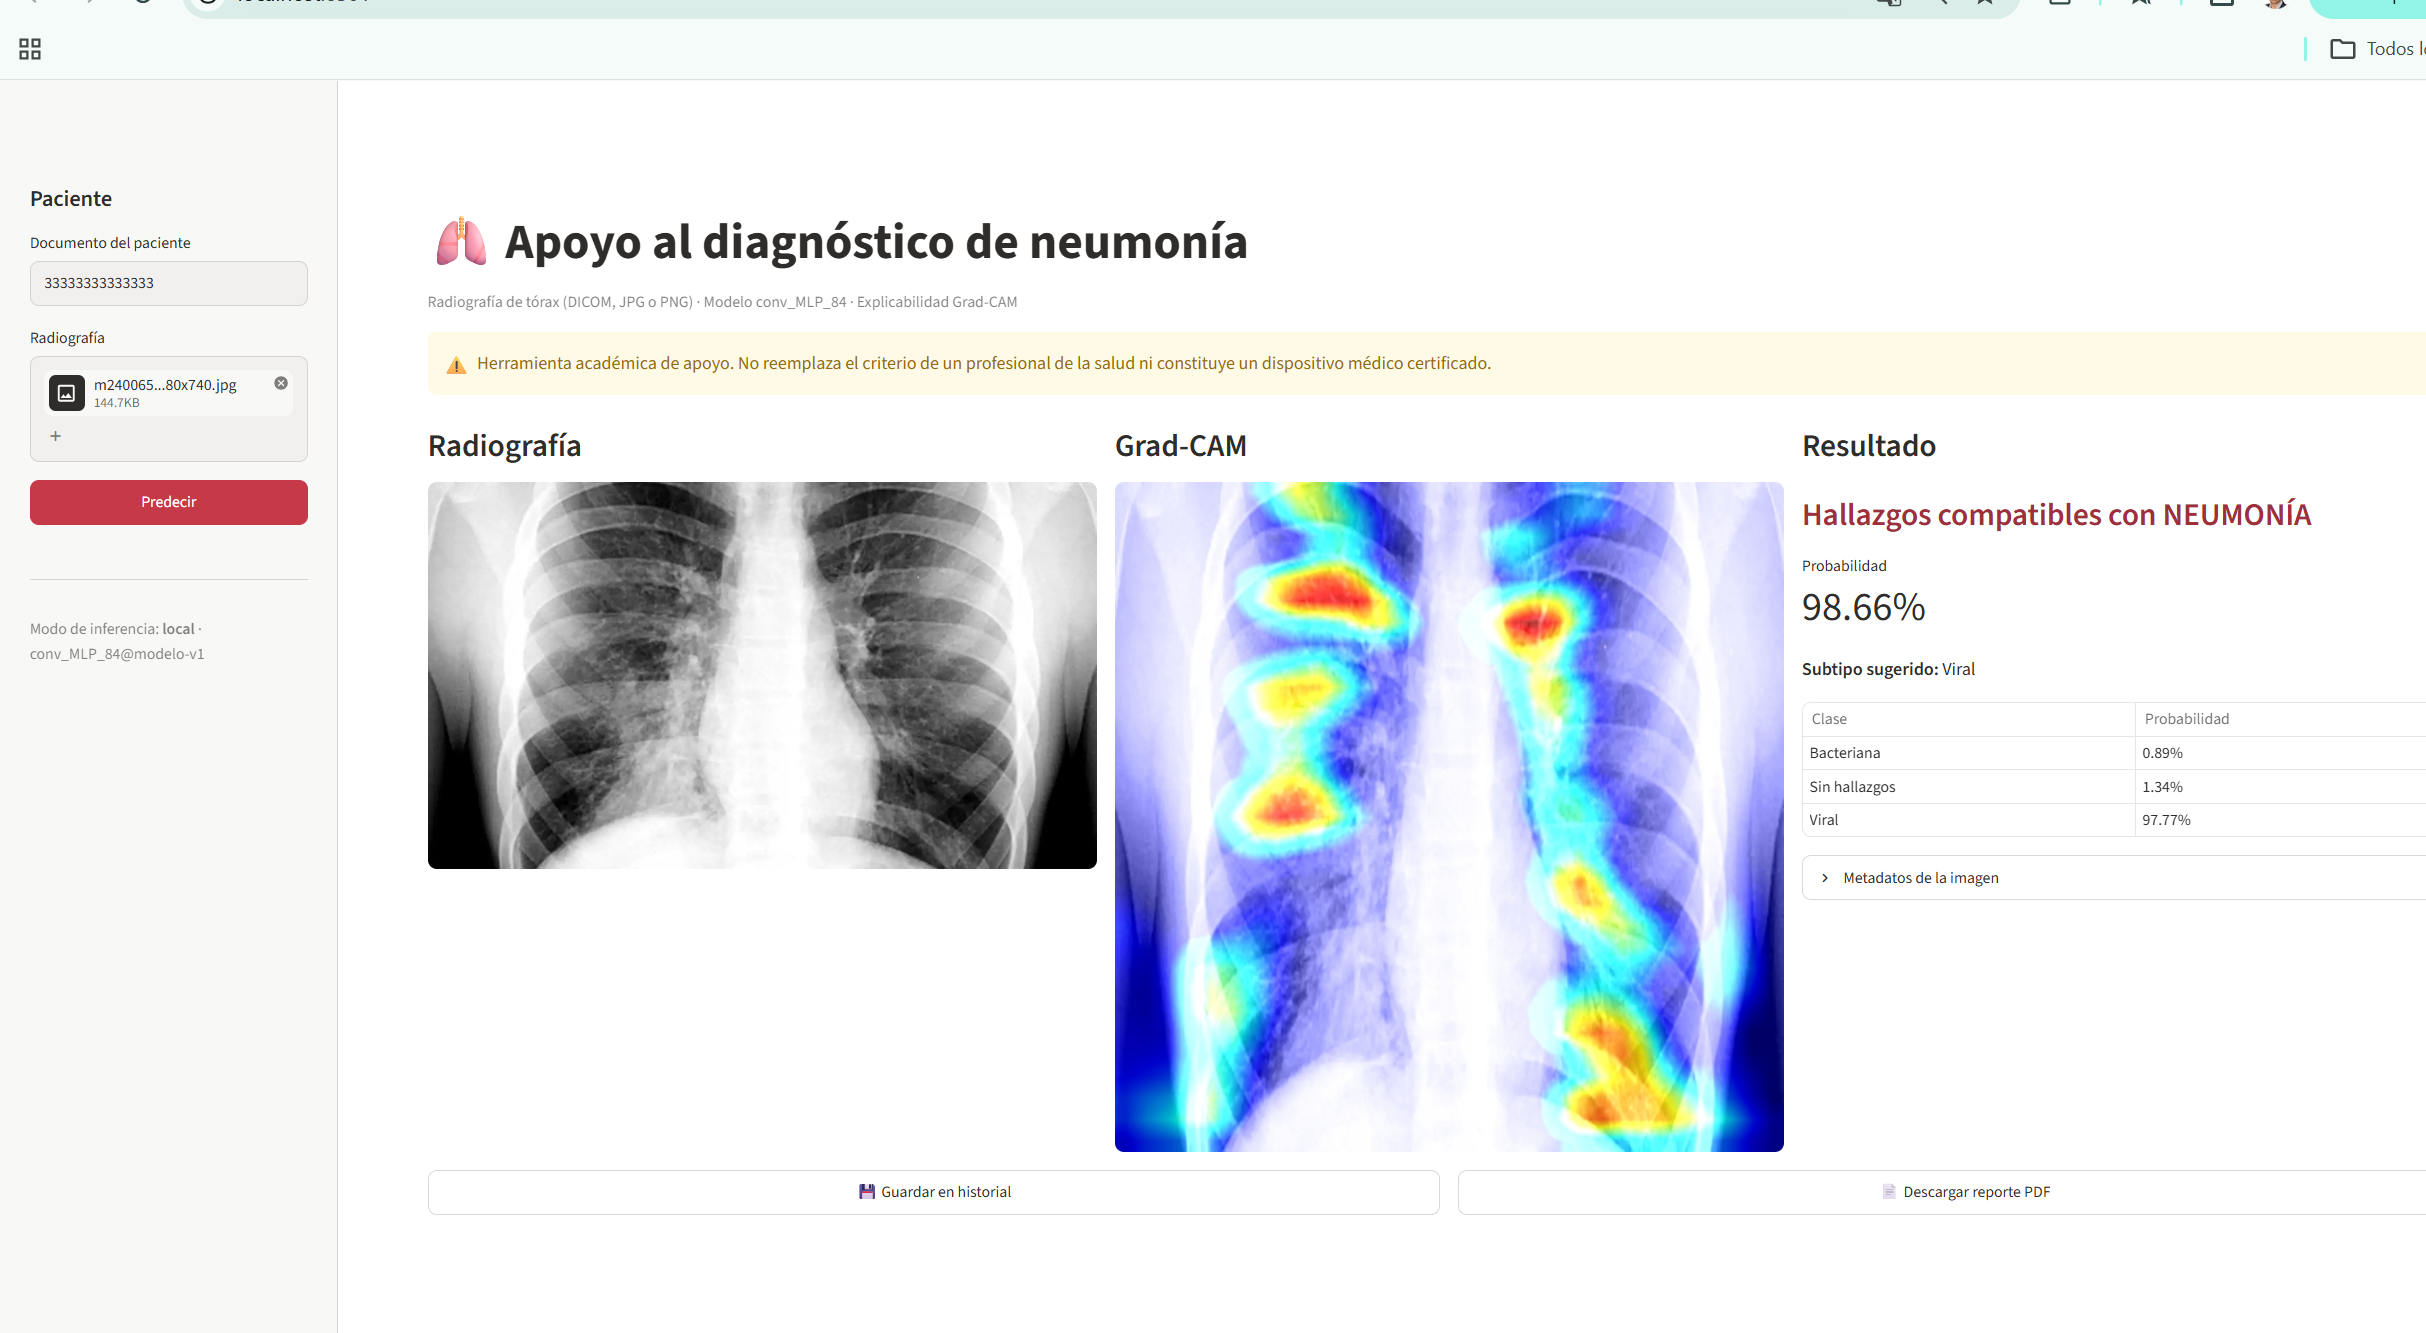 Todos
Paciente
Documento del paciente
33333333333333
Radiografía
m240065...80x740.jpg
144.7KB
+
Predecir
Modo de inferencia: local ·
conv_MLP_84@modelo-v1
Apoyo al diagnóstico de neumonía
Radiografía de tórax (DICOM, JPG o PNG) · Modelo conv_MLP_84 · Explicabilidad Grad-CAM
Herramienta académica de apoyo. No reemplaza el criterio de un profesional de la salud ni constituye un dispositivo médico certificado.
Radiografía
Grad-CAM
Resultado
Hallazgos compatibles con NEUMONÍA
Probabilidad
98.66%
Subtipo sugerido: Viral
Clase Probabilidad
Bacteriana 0.89%
Sin hallazgos 1.34%
Viral 97.77%
Metadatos de la imagen
Guardar en historial
Descargar reporte PDF